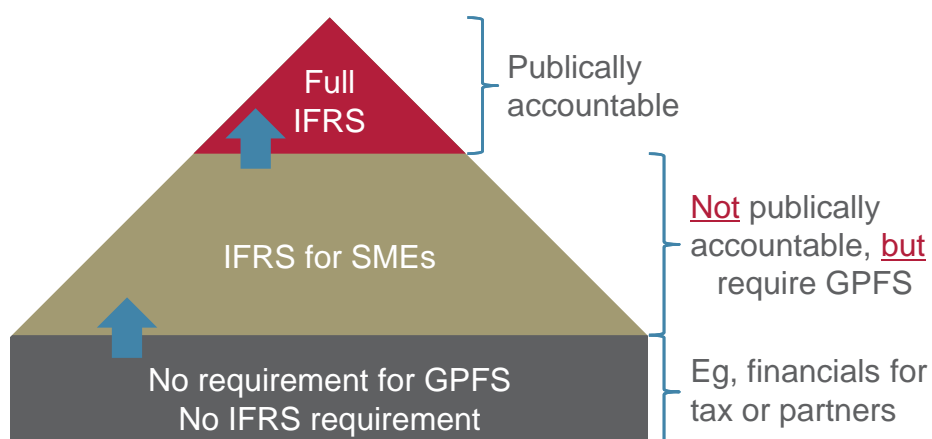 Full
IFRS
Publically
accountable
IFRS for SMEs
Not publically
accountable, but
require GPFS
No requirement for GPFS
No IFRS requirement
Eg, financials for
tax or partners